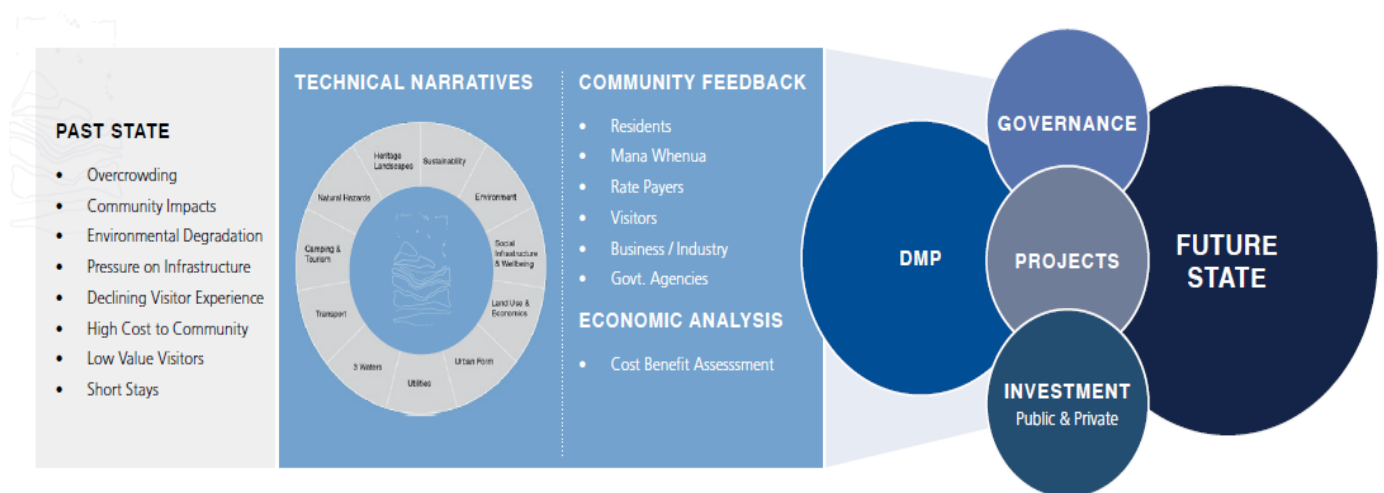 PAST STATE
• Overcrowding
• Community Impacts
• Environmental Degradation
• Pressure on Infrastructure
• Declining Visitor Experience
• High Cost to Community
• Low Value Visitors
• Short Stays
TECHNICAL NARRATIVES
Heritage
Landscapes
Sustainability
Environment
Social
Infrastructure
& Wellbeing
Land Use &
Economics
Urban Form
Utilities
3 Waters
Transport
Camping &
Tourism
Natural Hazards
COMMUNITY FEEDBACK
• Residents
• Mana Whenua
• Rate Payers
• Visitors
• Business / Industry
• Govt. Agencies
ECONOMIC ANALYSIS
• Cost Benefit Assesssment
DMP
GOVERNANCE
PROJECTS
INVESTMENT
Public & Private
FUTURE
STATE